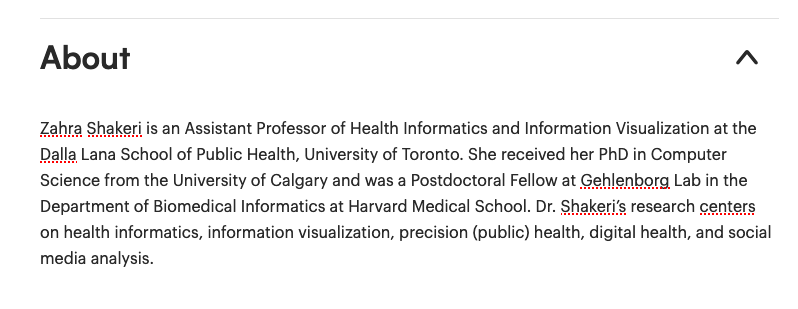 About
Zahra Shakeri is an Assistant Professor of Health Informatics and Information Visualization at the
Dalla Lana School of Public Health, University of Toronto. She received her PhD in Computer
Science from the University of Calgary and was a Postdoctoral Fellow at Gehlenborg Lab in the
Department of Biomedical Informatics at Harvard Medical School. Dr. Shakeri’s research centers
on health informatics, information visualization, precision (public) health, digital health, and social
media analysis.